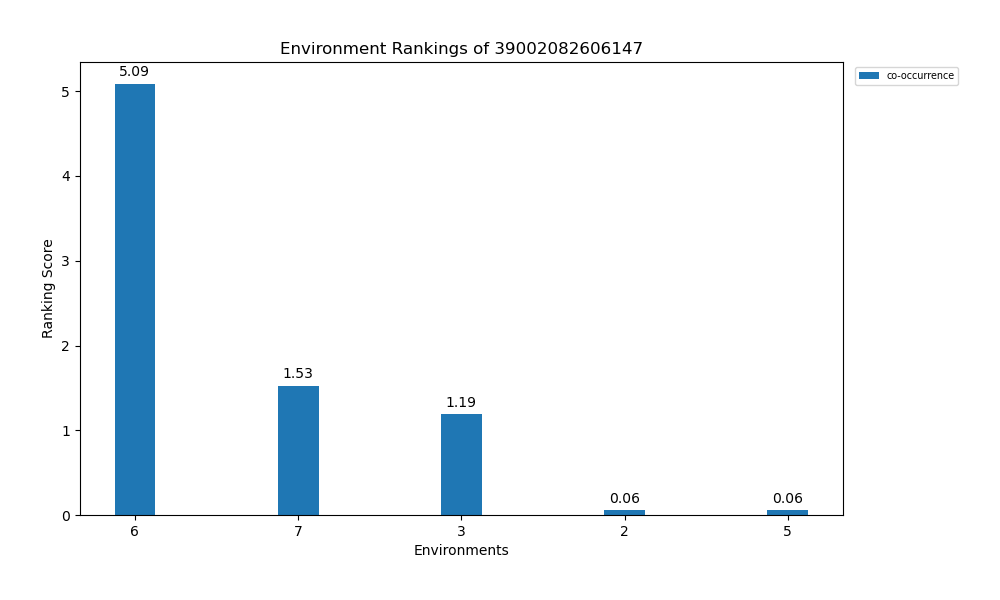 Environment Rankings of 39002082606147
co-occurrence
5.09
1.53
1.19
0.06
0.06
Ranking Score
5
4
3
2
1
0
6 7 3 2 5
Environments